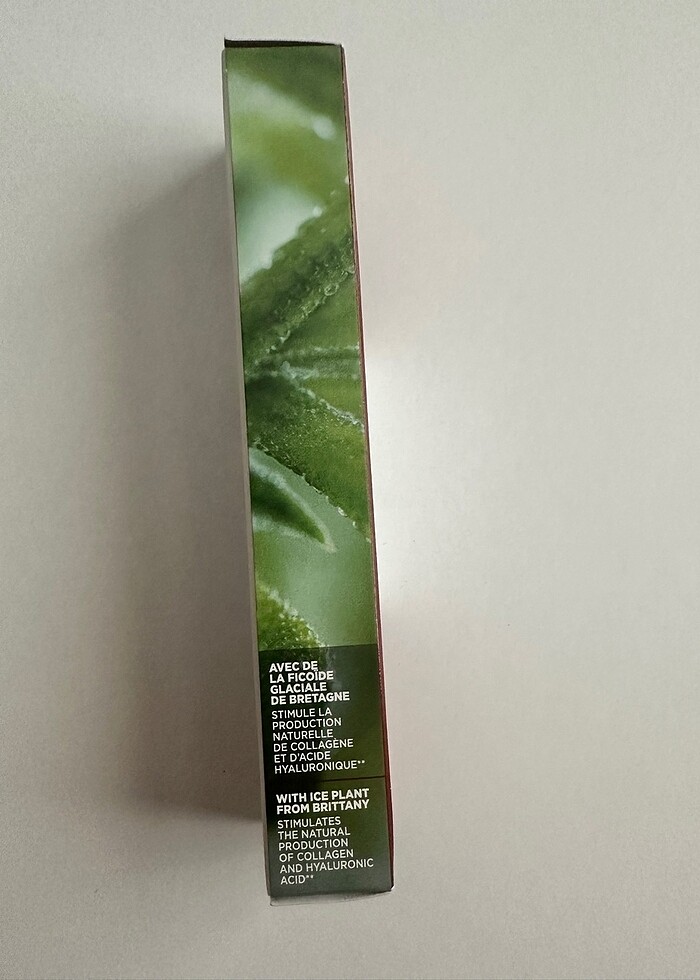 AVEC DE
LA FICOÏDE
GLACIALE
DE BRETAGNE
STIMULE LA
PRODUCTION
NATURELLE
DE COLLAGÈNE
ET D'ACIDE
HYALURONIQUE**
WITH ICE PLANT
FROM BRITTANY
STIMULATES
THE NATURAL
PRODUCTION
OF COLLAGEN
AND HYALURONIC
ACID**